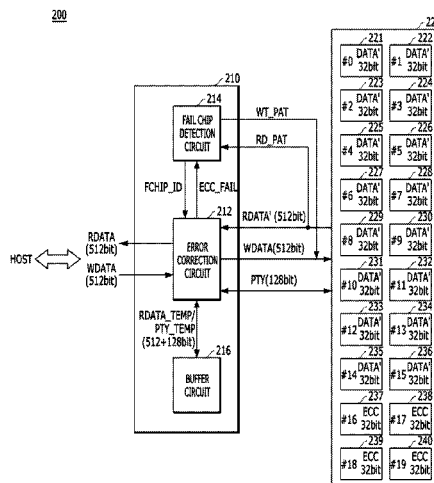 200
22
210
214
FAIL CHIP
DETECTION
CIRCUIT
WT_PAT
RD_PAT
FCHIP_ID
ECC_FAIL
212
ERROR
CORRECTION
CIRCUIT
HOST
RDATA
(512bit)
WDATA
(512bit)
RDATA' (512bit)
WDATA(512bit)
PTY(128bit)
RDATA_TEMP/
PTY_TEMP
(512+128bit)
216
BUFFER
CIRCUIT
221 222
#0 DATA' 32bit #1 DATA' 32bit
223 224
#2 DATA' 32bit #3 DATA' 32bit
225 226
#4 DATA' 32bit #5 DATA' 32bit
227 228
#6 DATA' 32bit #7 DATA' 32bit
229 230
#8 DATA' 32bit #9 DATA' 32bit
231 232
#10 DATA' 32bit #11 DATA' 32bit
233 234
#12 DATA' 32bit #13 DATA' 32bit
235 236
#14 DATA' 32bit #15 DATA' 32bit
237 238
#16 ECC 32bit #17 ECC 32bit
239 240
#18 ECC 32bit #19 ECC 32bit